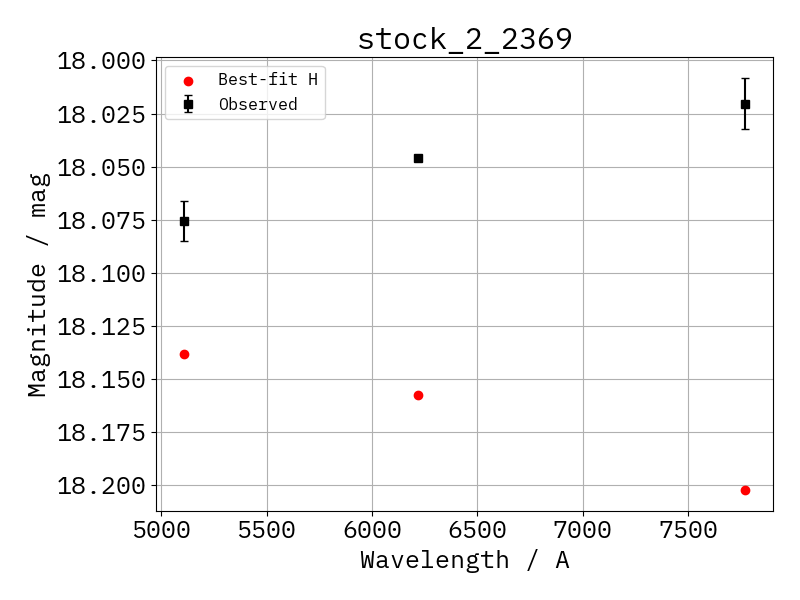 stock_2_2369
Best-fit H
Observed
18.000
18.025
18.050
18.075
18.100
18.125
18.150
18.175
18.200
Magnitude / mag
5000 5500 6000 6500 7000 7500
Wavelength / A